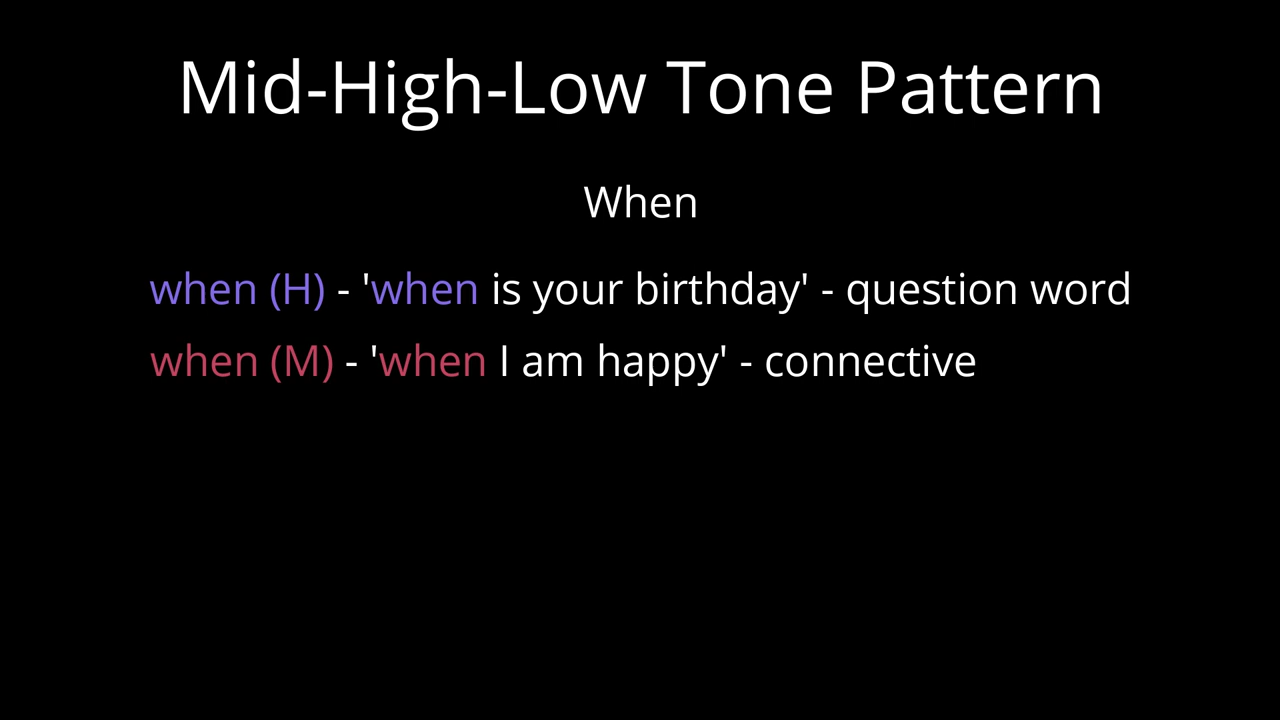 Mid-High-Low Tone Pattern
When
when (H) - 'when is your birthday' - question word
when (M) - 'when I am happy' - connective